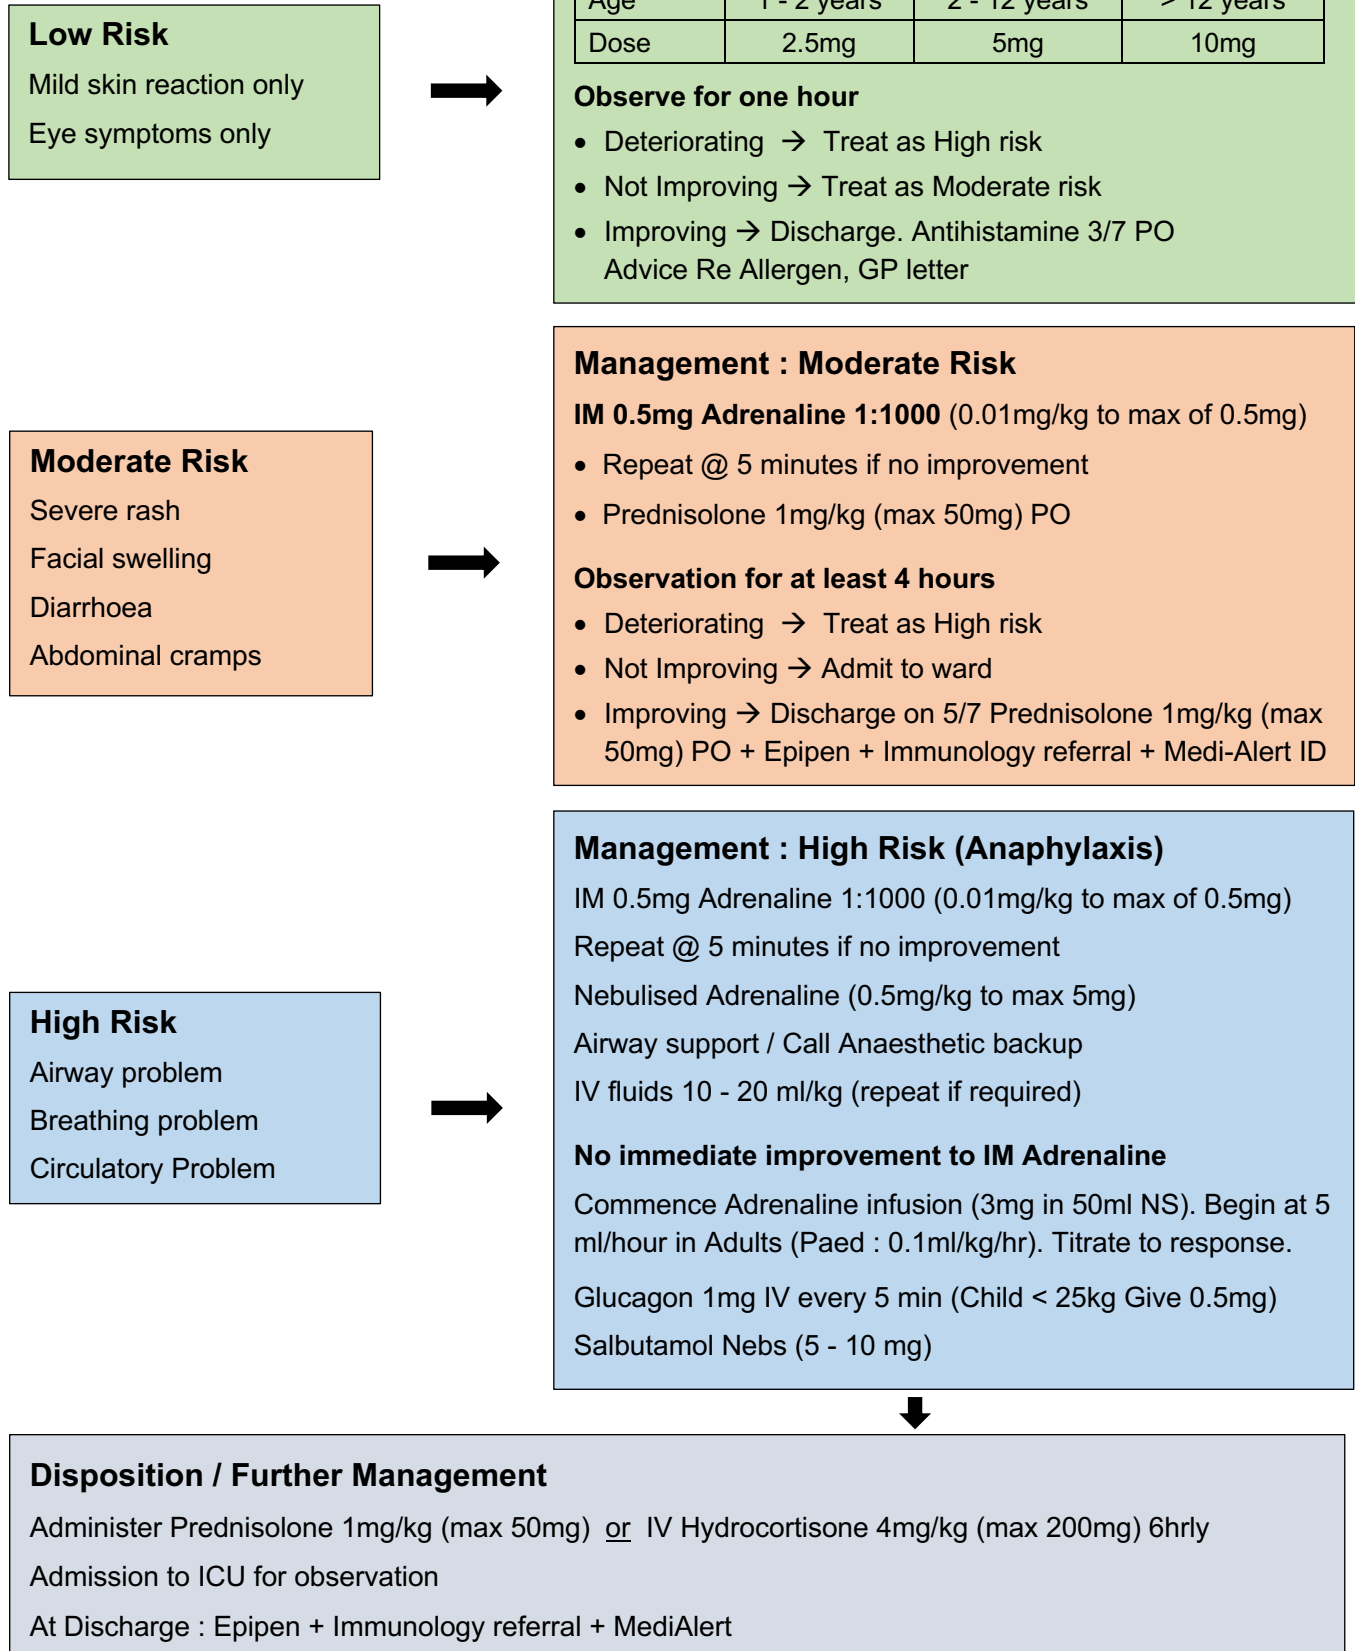 Low Risk
Mild skin reaction only
Eye symptoms only
Age 1 - 2 years 2 - 12 years > 12 years
Dose 2.5mg 5mg 10mg
Observe for one hour
• Deteriorating → Treat as High risk
• Not Improving → Treat as Moderate risk
• Improving → Discharge. Antihistamine 3/7 PO
Advice Re Allergen, GP letter
Moderate Risk
Severe rash
Facial swelling
Diarrhoea
Abdominal cramps
Management : Moderate Risk
IM 0.5mg Adrenaline 1:1000 (0.01mg/kg to max of 0.5mg)
• Repeat @ 5 minutes if no improvement
• Prednisolone 1mg/kg (max 50mg) PO
Observation for at least 4 hours
• Deteriorating → Treat as High risk
• Not Improving → Admit to ward
• Improving → Discharge on 5/7 Prednisolone 1mg/kg (max
50mg) PO + Epipen + Immunology referral + Medi-Alert ID
High Risk
Airway problem
Breathing problem
Circulatory Problem
Management : High Risk (Anaphylaxis)
IM 0.5mg Adrenaline 1:1000 (0.01mg/kg to max of 0.5mg)
Repeat @ 5 minutes if no improvement
Nebulised Adrenaline (0.5mg/kg to max 5mg)
Airway support / Call Anaesthetic backup
IV fluids 10 - 20 ml/kg (repeat if required)
No immediate improvement to IM Adrenaline
Commence Adrenaline infusion (3mg in 50ml NS). Begin at 5
ml/hour in Adults (Paed : 0.1ml/kg/hr). Titrate to response.
Glucagon 1mg IV every 5 min (Child < 25kg Give 0.5mg)
Salbutamol Nebs (5 - 10 mg)
Disposition / Further Management
Administer Prednisolone 1mg/kg (max 50mg) or IV Hydrocortisone 4mg/kg (max 200mg) 6hrly
Admission to ICU for observation
At Discharge : Epipen + Immunology referral + MediAlert